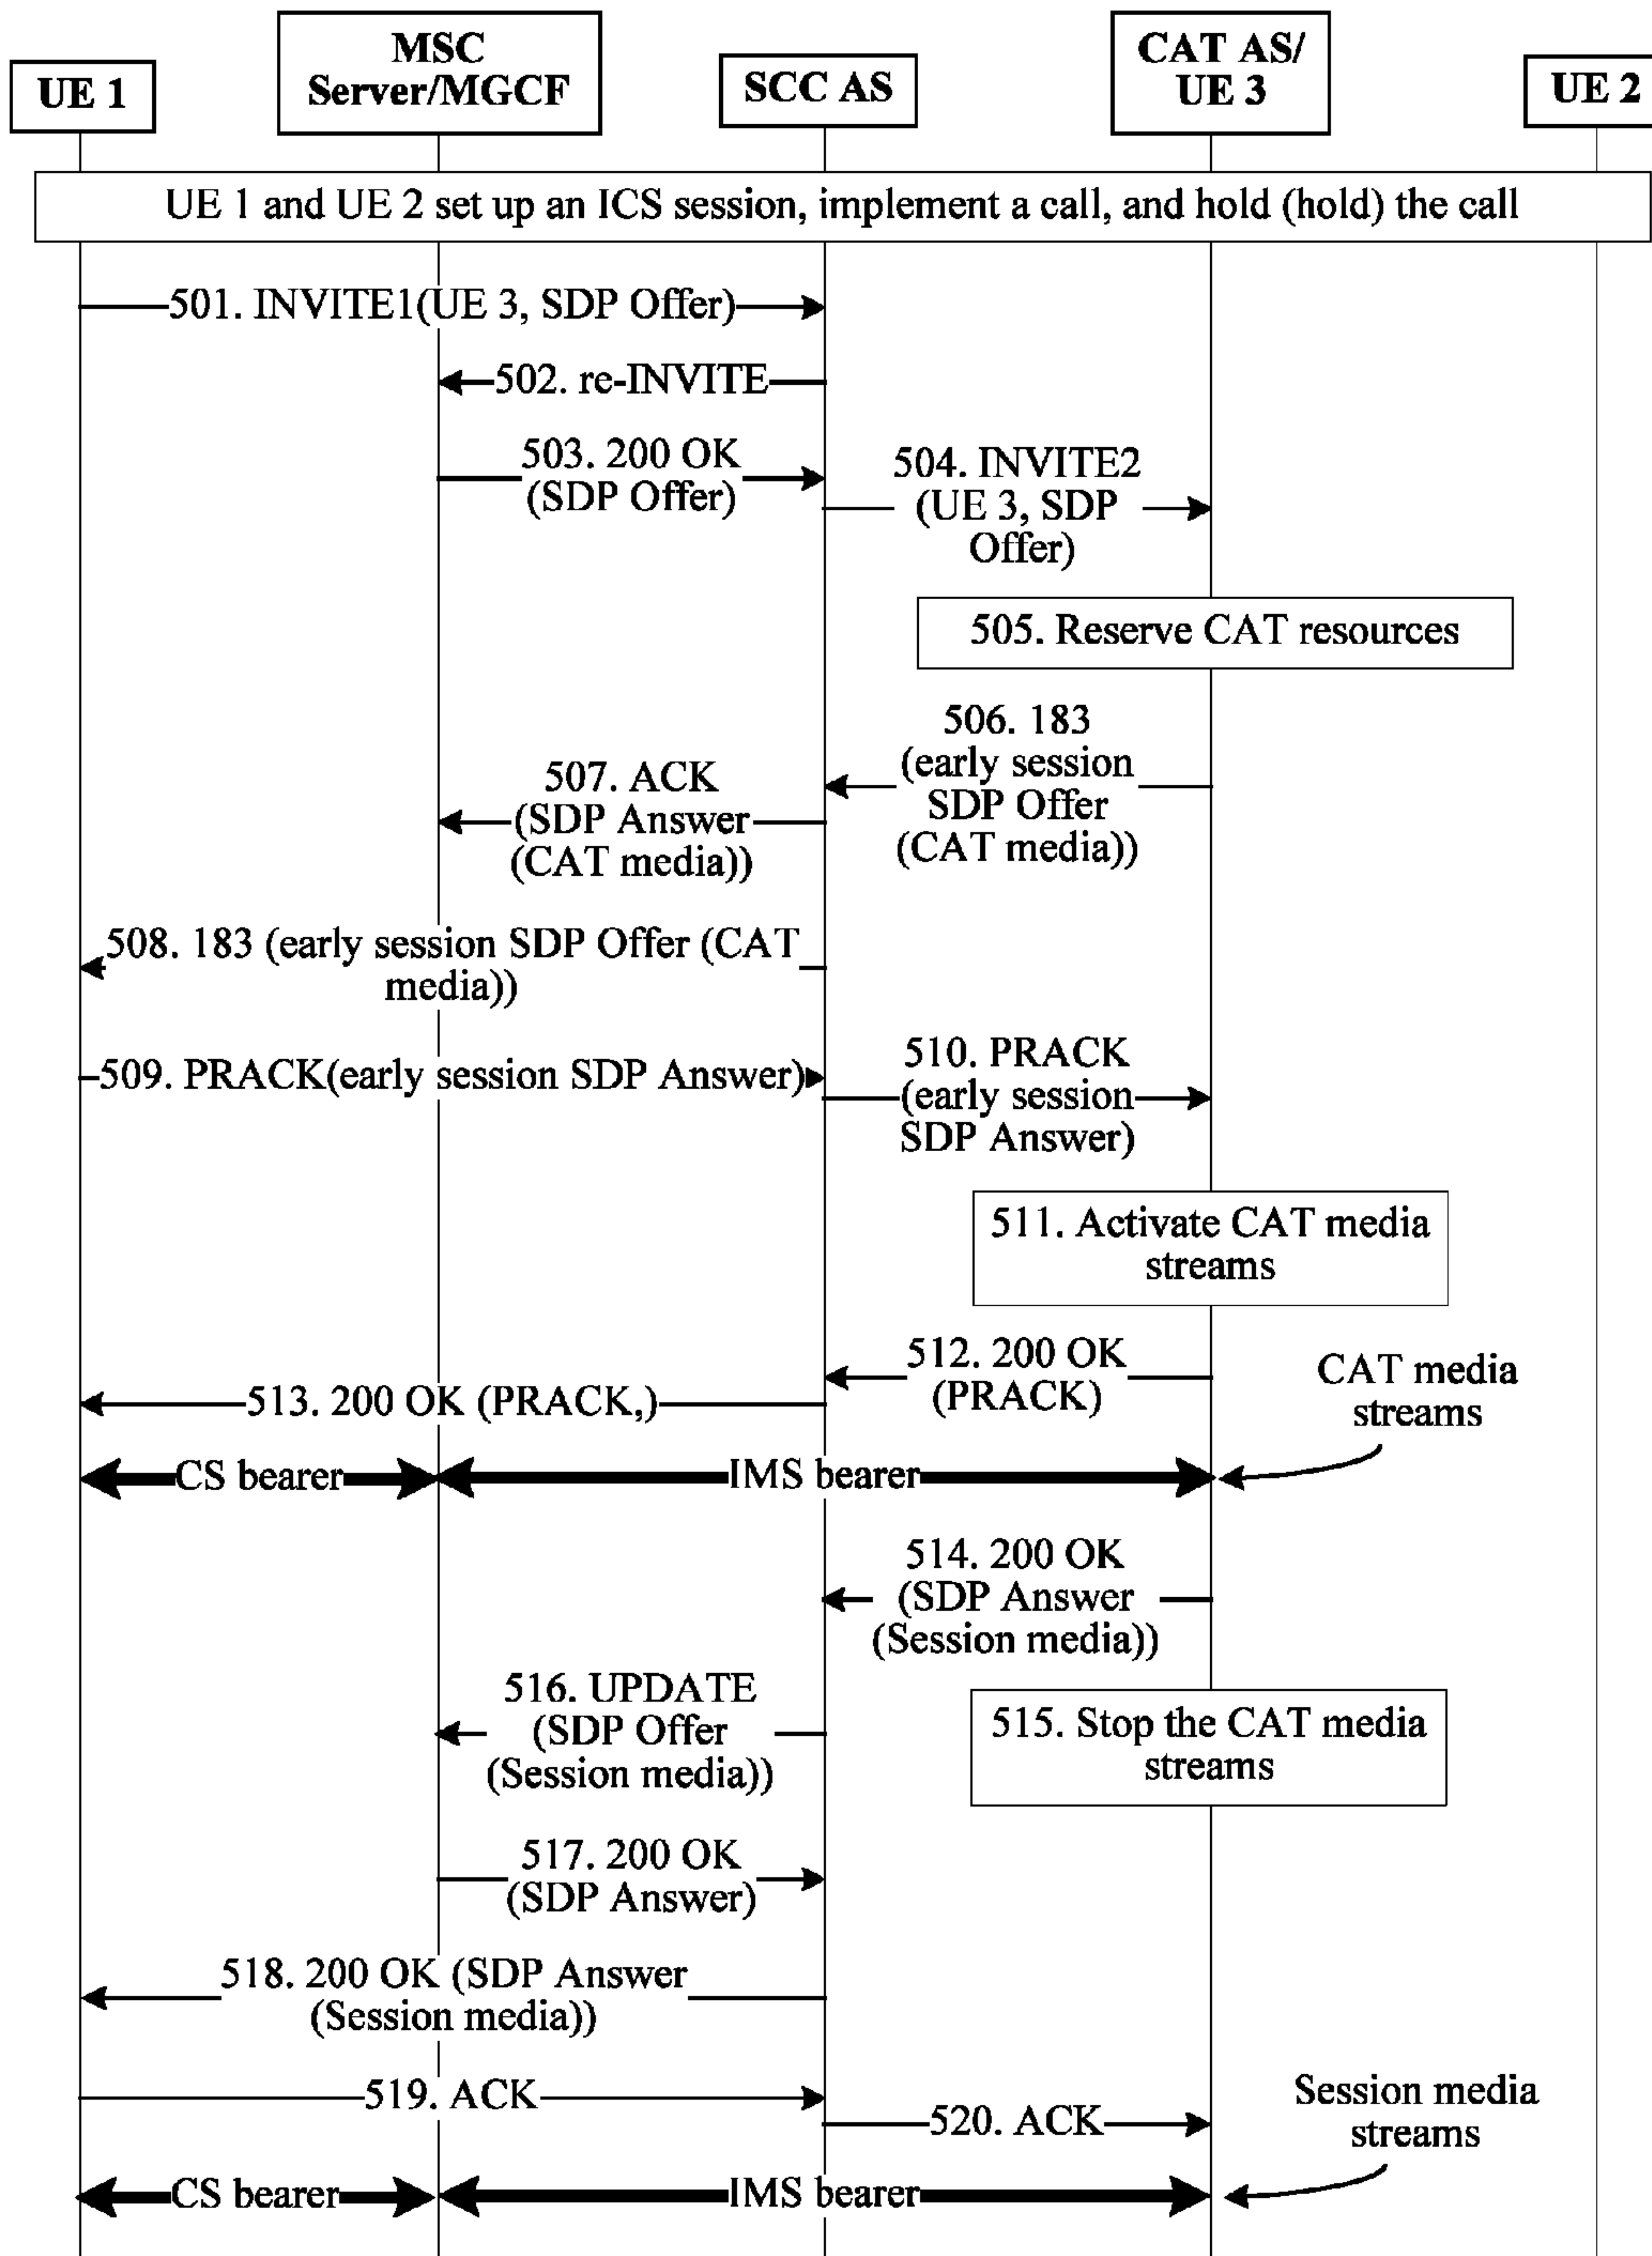 UE 1
MSC
Server/MGCF
SCC AS
CAT AS/
UE 3
UE 2
UE 1 and UE 2 set up an ICS session, implement a call, and hold (hold) the call
501. INVITE1(UE 3, SDP Offer)
502. re-INVITE
503. 200 OK
(SDP Offer)
504. INVITE2
(UE 3, SDP
Offer)
505. Reserve CAT resources
506. 183
(early session
SDP Offer
(CAT media))
507. ACK
(SDP Answer
(CAT media))
508. 183 (early session SDP Offer (CAT
media))
509. PRACK(early session SDP Answer)
510. PRACK
(early session
SDP Answer)
511. Activate CAT media
streams
512. 200 OK
(PRACK)
513. 200 OK (PRACK,)
CAT media
streams
CS bearer
IMS bearer
514. 200 OK
(SDP Answer
(Session media))
516. UPDATE
(SDP Offer
(Session media))
515. Stop the CAT media
streams
517. 200 OK
(SDP Answer)
518. 200 OK (SDP Answer
(Session media))
519. ACK
520. ACK
Session media
streams
CS bearer
IMS bearer